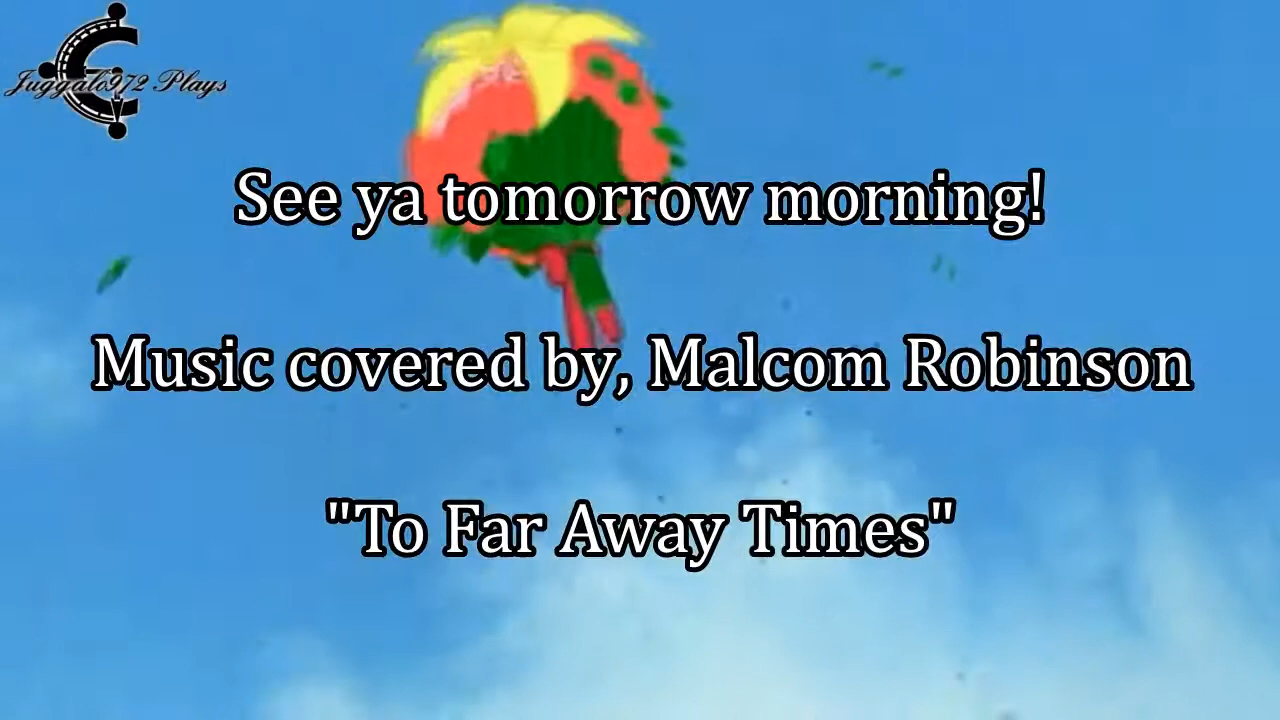 Juggalo972 Plays
See ya tomorrow morning!
Music covered by, Malcom Robinson
"To Far Away Times"